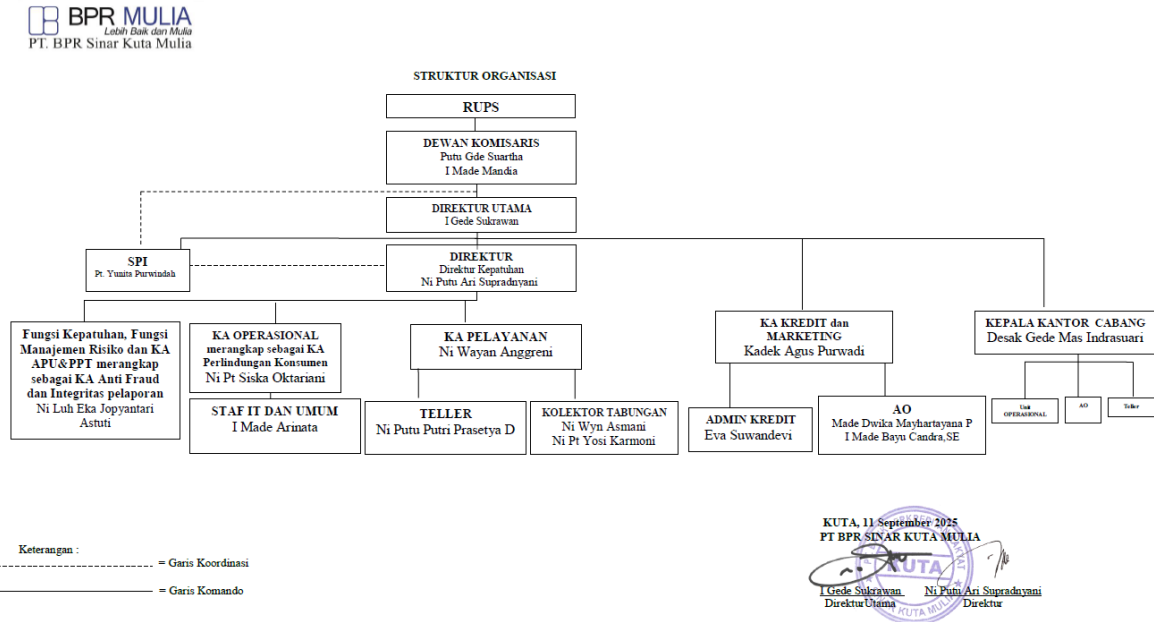 BPR MULIA
Lebih Baik dan Mulia
PT. BPR Sinar Kuta Mulia
STRUKTUR ORGANISASI
RUPS
DEWAN KOMISARIS
Putu Gde Suartha
I Made Mandia
DIREKTUR UTAMA
I Gede Sukrawan
SPI
Pt. Yunita Purwindah
DIREKTUR
Direktur Kepatuhan
Ni Putu Ari Supradnyani
Fungsi Kepatuhan, Fungsi
Manajemen Risiko dan KA
APU&PPT merangkap
sebagai KA Anti Fraud
dan Integritas pelaporan
Ni Luh Eka Jopyantari
Astuti
KA OPERASIONAL
merangkap sebagai KA
Perlindungan Konsumen
Ni Pt Siska Oktariani
KA PELAYANAN
Ni Wayan Anggreni
KA KREDIT dan
MARKETING
Kadek Agus Purwadi
KEPALA KANTOR CABANG
Desak Gede Mas Indrasuari
STAF IT DAN UMUM
I Made Arinata
TELLER
Ni Putu Putri Prasetya D
KOLEKTOR TABUNGAN
Ni Wyn Asmani
Ni Pt Yosi Karmoni
ADMIN KREDIT
Eva Suwandevi
AO
Made Dwika Mayhartayana P
I Made Bayu Candra,SE
Unit
OPERASIONAL
AO
Teller
KUTA, 11 September 2025
PT BPR SINAR KUTA MULIA
KUTA
I Gede Sukrawan
Direktur Utama
Ni Putu Ari Supradnyani
Direktur
Keterangan :
= Garis Koordinasi
= Garis Komando